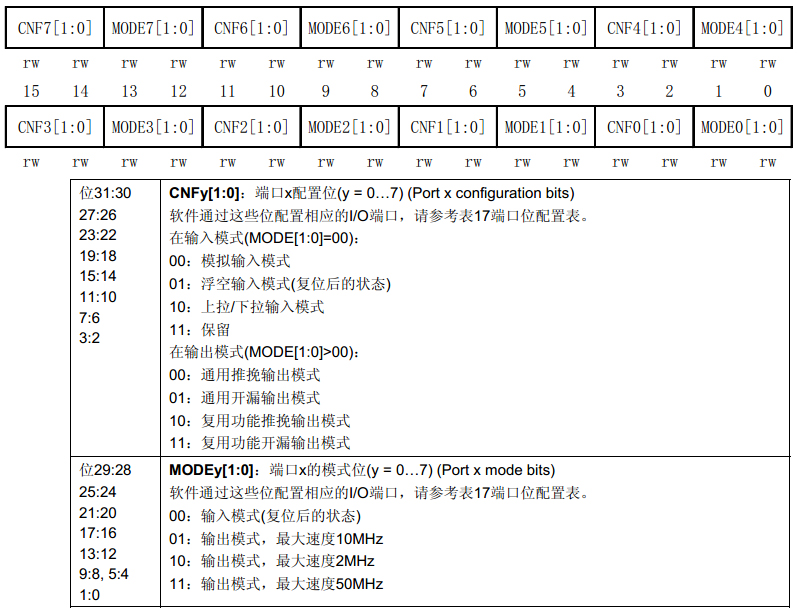 CNF7[1:0] MODE7[1:0] CNF6[1:0] MODE6[1:0] CNF5[1:0] MODE5[1:0] CNF4[1:0] MODE4[1:0]
rw rw rw rw rw rw rw rw rw rw rw rw rw rw rw rw
15 14 13 12 11 10 9 8 7 6 5 4 3 2 1 0
CNF3[1:0] MODE3[1:0] CNF2[1:0] MODE2[1:0] CNF1[1:0] MODE1[1:0] CNF0[1:0] MODE0[1:0]
rw rw rw rw rw rw rw rw rw rw rw rw rw rw rw rw
位31:30
27:26
23:22
19:18
15:14
11:10
7:6
3:2
CNFy[1:0]：端口x配置位(y = 0…7) (Port x configuration bits)
软件通过这些位配置相应的I/O端口，请参考表17端口位配置表。
在输入模式(MODE[1:0]=00)：
00：模拟输入模式
01：浮空输入模式(复位后的状态)
10：上拉/下拉输入模式
11：保留
在输出模式(MODE[1:0]>00)：
00：通用推挽输出模式
01：通用开漏输出模式
10：复用功能推挽输出模式
11：复用功能开漏输出模式
位29:28
25:24
21:20
17:16
13:12
9:8, 5:4
1:0
MODEy[1:0]：端口x的模式位(y = 0…7) (Port x mode bits)
软件通过这些位配置相应的I/O端口，请参考表17端口位配置表。
00：输入模式(复位后的状态)
01：输出模式，最大速度10MHz
10：输出模式，最大速度2MHz
11：输出模式，最大速度50MHz